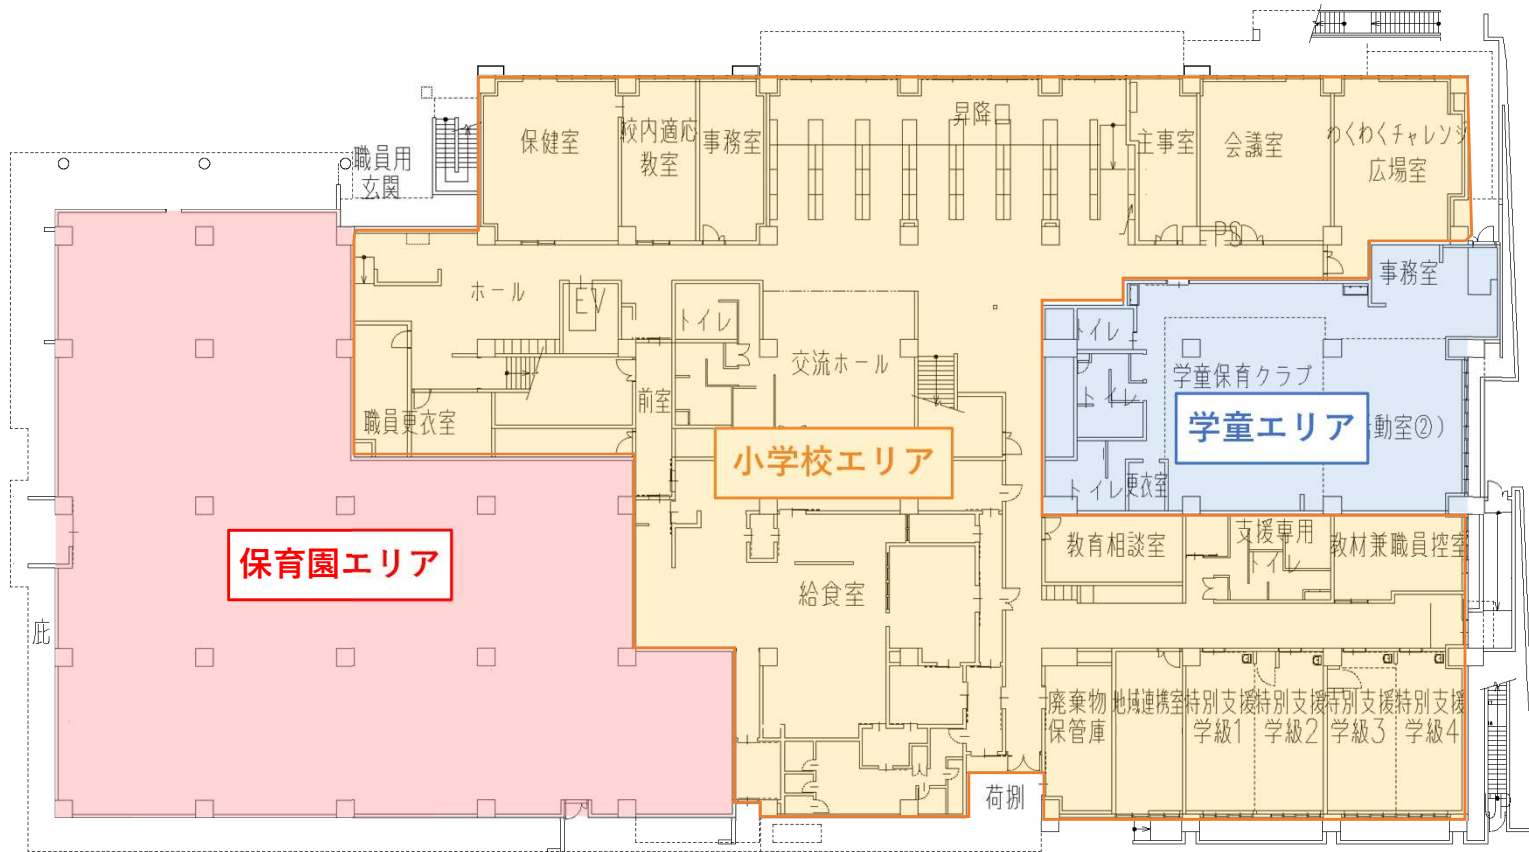 昇降口
保健室
校内適応
教室
事務室
主事室
会議室
わくわくチャレンジ
広場室
職員用
玄関
PS
事務室
ホール
EV
トイレ
トイレ
交流ホール
学童保育クラブ
前室
トイレ
職員更衣室
学童エリア
動室②)
小学校エリア
トイレ
更衣室
保育園エリア
教育相談室
支援専用
トイレ
教材兼職員控室
給食室
庇
廃棄物
保管庫
地域連携室
特別支援
学級1
特別支援
学級2
特別支援
学級3
特別支援
学級4
荷捌